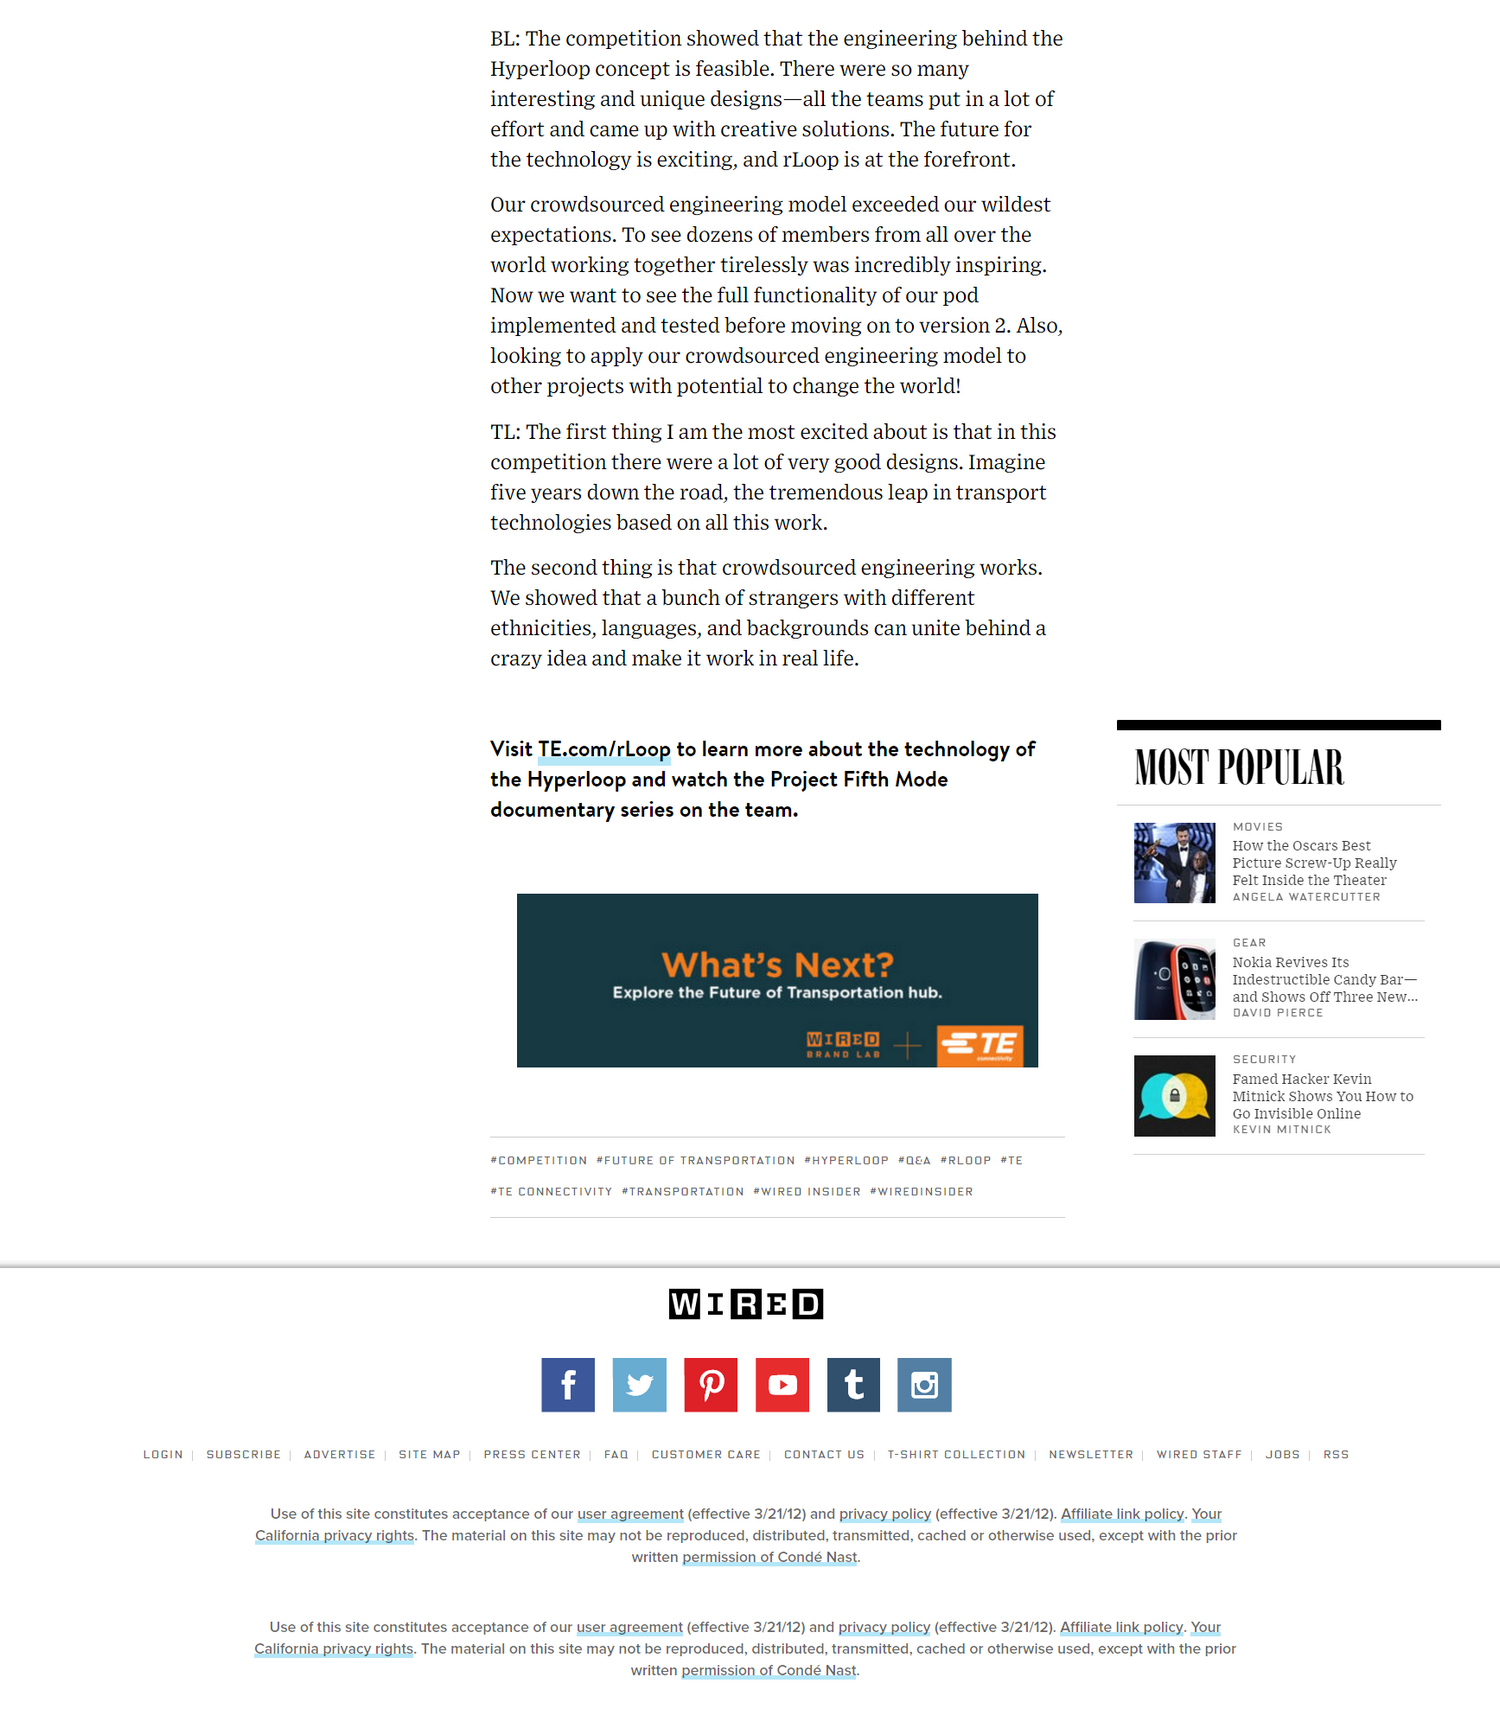 BL: The competition showed that the engineering behind the
Hyperloop concept is feasible. There were so many
interesting and unique designs—all the teams put in a lot of
effort and came up with creative solutions. The future for
the technology is exciting, and rLoop is at the forefront.
Our crowdsourced engineering model exceeded our wildest
expectations. To see dozens of members from all over the
world working together tirelessly was incredibly inspiring.
Now we want to see the full functionality of our pod
implemented and tested before moving on to version 2. Also,
looking to apply our crowdsourced engineering model to
other projects with potential to change the world!
TL: The first thing I am the most excited about is that in this
competition there were a lot of very good designs. Imagine
five years down the road, the tremendous leap in transport
technologies based on all this work.
The second thing is that crowdsourced engineering works.
We showed that a bunch of strangers with different
ethnicities, languages, and backgrounds can unite behind a
crazy idea and make it work in real life.
Visit TE.com/rLoop to learn more about the technology of
the Hyperloop and watch the Project Fifth Mode
documentary series on the team.
What's Next?
Explore the Future of Transportation hub.
WIRED
BRAND LAB
TE
connectivity
#COMPETITION #FUTURE OF TRANSPORTATION #HYPERLOOP #Q&A #RLOOP #TE
#TE CONNECTIVITY #TRANSPORTATION #WIRED INSIDER #WIREDINSIDER
MOST POPULAR
MOVIES
How the Oscars Best
Picture Screw-Up Really
Felt Inside the Theater
ANGELA WATERCUTTER
GEAR
Nokia Revives Its
Indestructible Candy Bar—
and Shows Off Three New...
DAVID PIERCE
SECURITY
Famed Hacker Kevin
Mitnick Shows You How to
Go Invisible Online
KEVIN MITNICK
WIRED
LOGIN | SUBSCRIBE | ADVERTISE | SITE MAP | PRESS CENTER | FAQ | CUSTOMER CARE | CONTACT US | T-SHIRT COLLECTION | NEWSLETTER | WIRED STAFF | JOBS | RSS
Use of this site constitutes acceptance of our user agreement (effective 3/21/12) and privacy policy (effective 3/21/12). Affiliate link policy. Your
California privacy rights. The material on this site may not be reproduced, distributed, transmitted, cached or otherwise used, except with the prior
written permission of Condé Nast.
Use of this site constitutes acceptance of our user agreement (effective 3/21/12) and privacy policy (effective 3/21/12). Affiliate link policy. Your
California privacy rights. The material on this site may not be reproduced, distributed, transmitted, cached or otherwise used, except with the prior
written permission of Condé Nast.